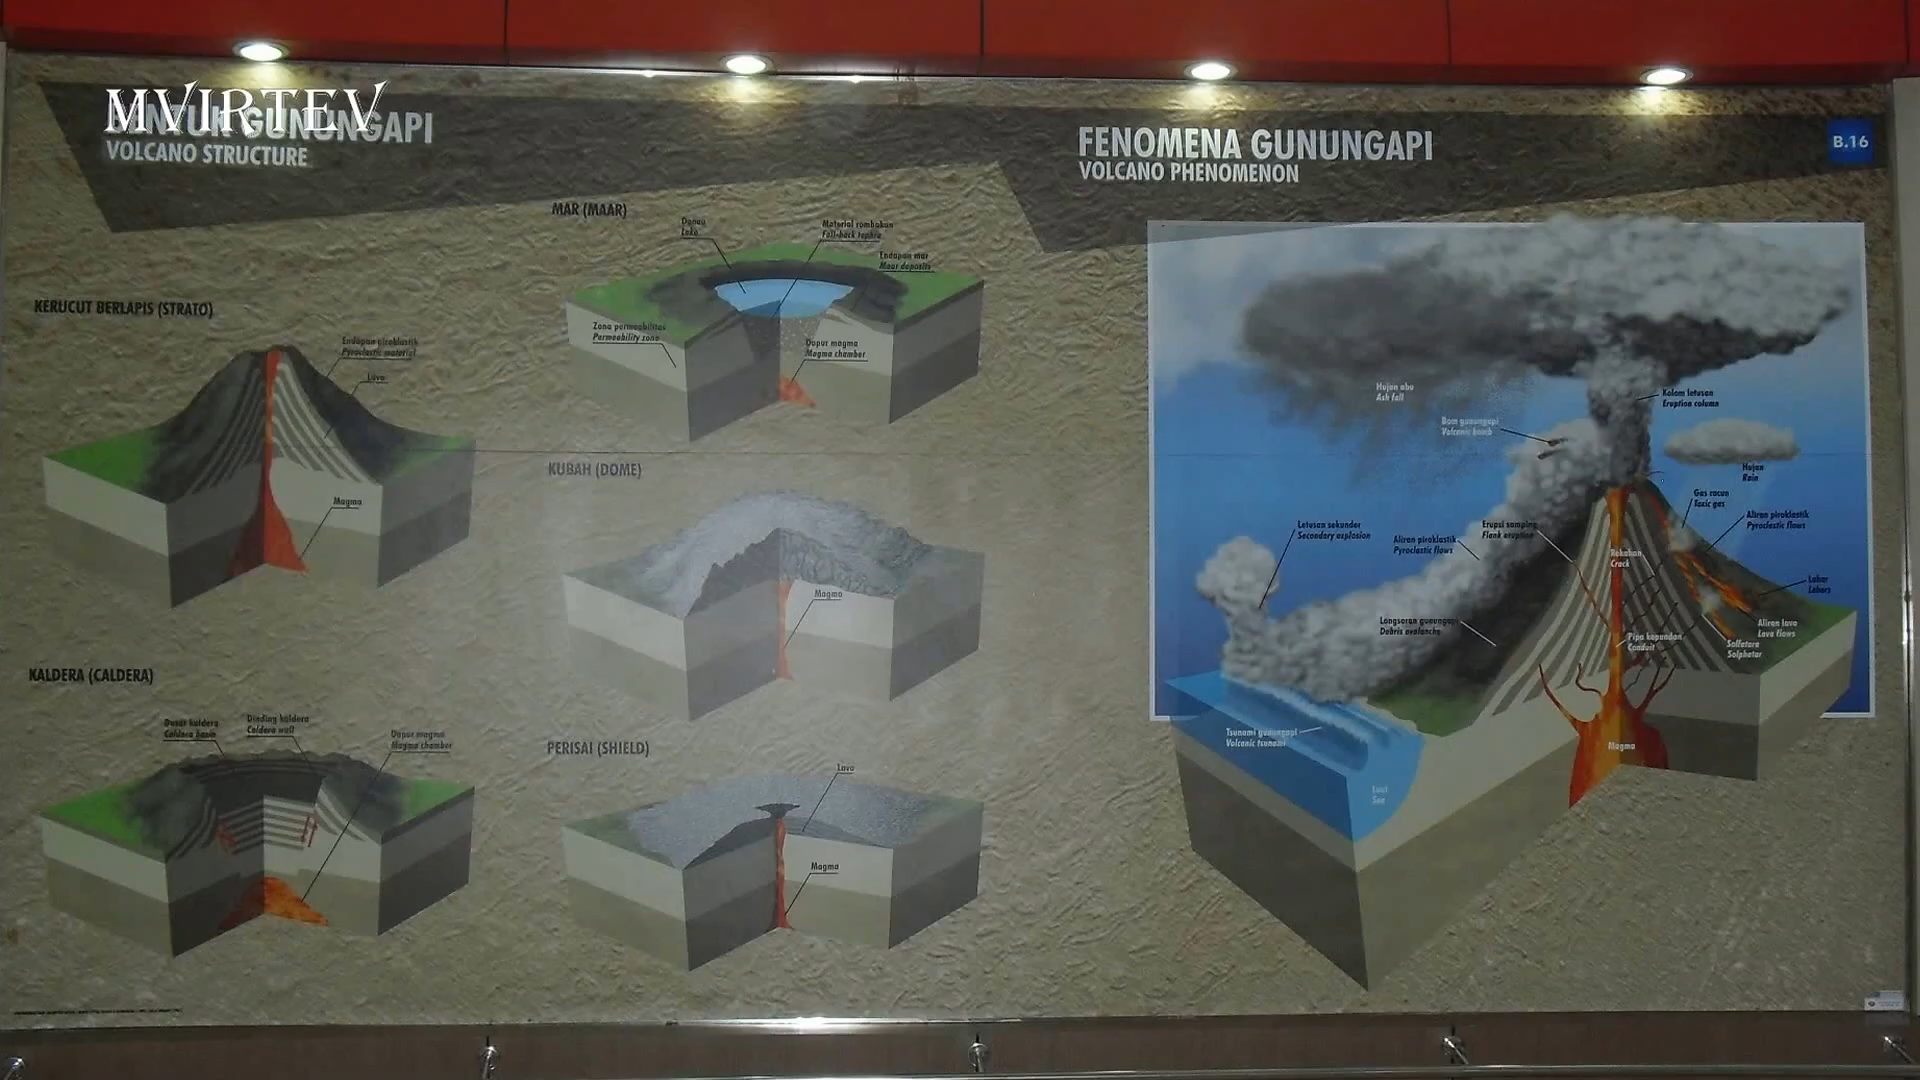 MVIRTEV
BENTUK GUNUNGAPI
VOLCANO STRUCTURE
KERUCUT BERLAPIS (STRATO)
Endapan piroklastik
Pyroclastic material
Lava
Magma
KALDERA (CALDERA)
Dasar kaldera
Caldera basin
Dinding kaldera
Caldera wall
Dapur magma
Magma chamber
MAR (MAAR)
Danau
Lake
Material rombakan
Fall-back tephra
Endapan mar
Maar deposits
Zona permeabilitas
Permeability zone
Dapur magma
Magma chamber
KUBAH (DOME)
Magma
PERISAI (SHIELD)
Lava
Magma
FENOMENA GUNUNGAPI
VOLCANO PHENOMENON
B.16
Hujan abu
Ash fall
Kolom letusan
Eruption column
Bom gunungapi
Volcanic bomb
Hujan
Rain
Gas racun
Toxic gas
Aliran piroklastik
Pyroclastic flows
Letusan sekunder
Secondary explosion
Aliran piroklastik
Pyroclastic flows
Erupsi samping
Flank eruption
Rekahan
Crack
Lahar
Lahars
Longsoran gunungapi
Debris avalanche
Pipa kepundan
Conduit
Aliran lava
Lava flows
Solfatara
Solphatar
Tsunami gunungapi
Volcanic tsunami
Magma
Laut
Sea